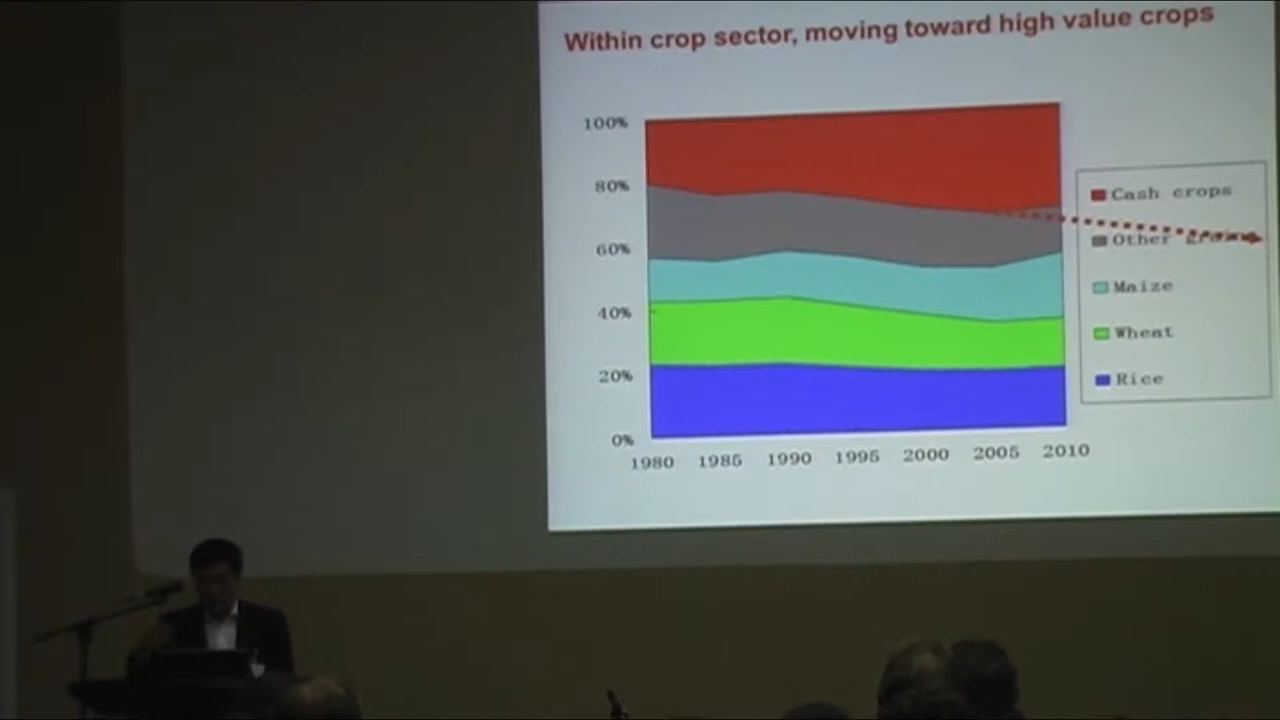 Within crop sector, moving toward high value crops
100%
80%
60%
40%
20%
0%
1980 1985 1990 1995 2000 2005 2010
Cash crops
Other
Maize
Wheat
Rice